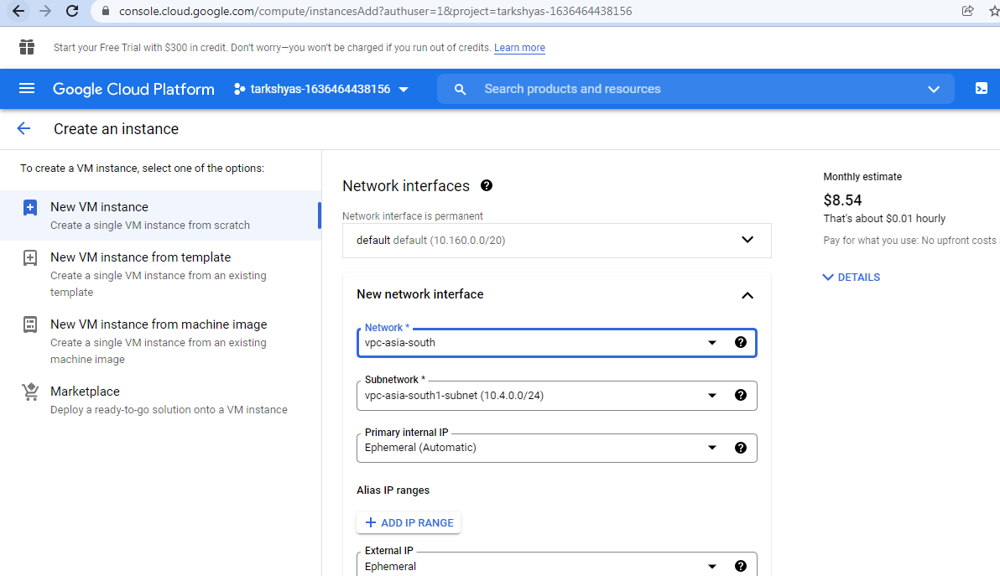 console.cloud.google.com/compute/instancesAdd?authuser=1&project=tarkshyas-1636464438156
Start your Free Trial with $300 in credit. Don't worry—you won't be charged if you run out of credits. Learn more
Google Cloud Platform
tarkshyas-1636464438156
Search products and resources
Create an instance
To create a VM instance, select one of the options:
New VM instance
Create a single VM instance from scratch
New VM instance from template
Create a single VM instance from an existing
template
New VM instance from machine image
Create a single VM instance from an existing
machine image
Marketplace
Deploy a ready-to-go solution onto a VM instance
Network interfaces
Network interface is permanent
default default (10.160.0.0/20)
New network interface
Network *
vpc-asia-south
Subnetwork *
vpc-asia-south1-subnet (10.4.0.0/24)
Primary internal IP
Ephemeral (Automatic)
Alias IP ranges
ADD IP RANGE
External IP
Ephemeral
Monthly estimate
$8.54
That's about $0.01 hourly
Pay for what you use: No upfront costs
DETAILS